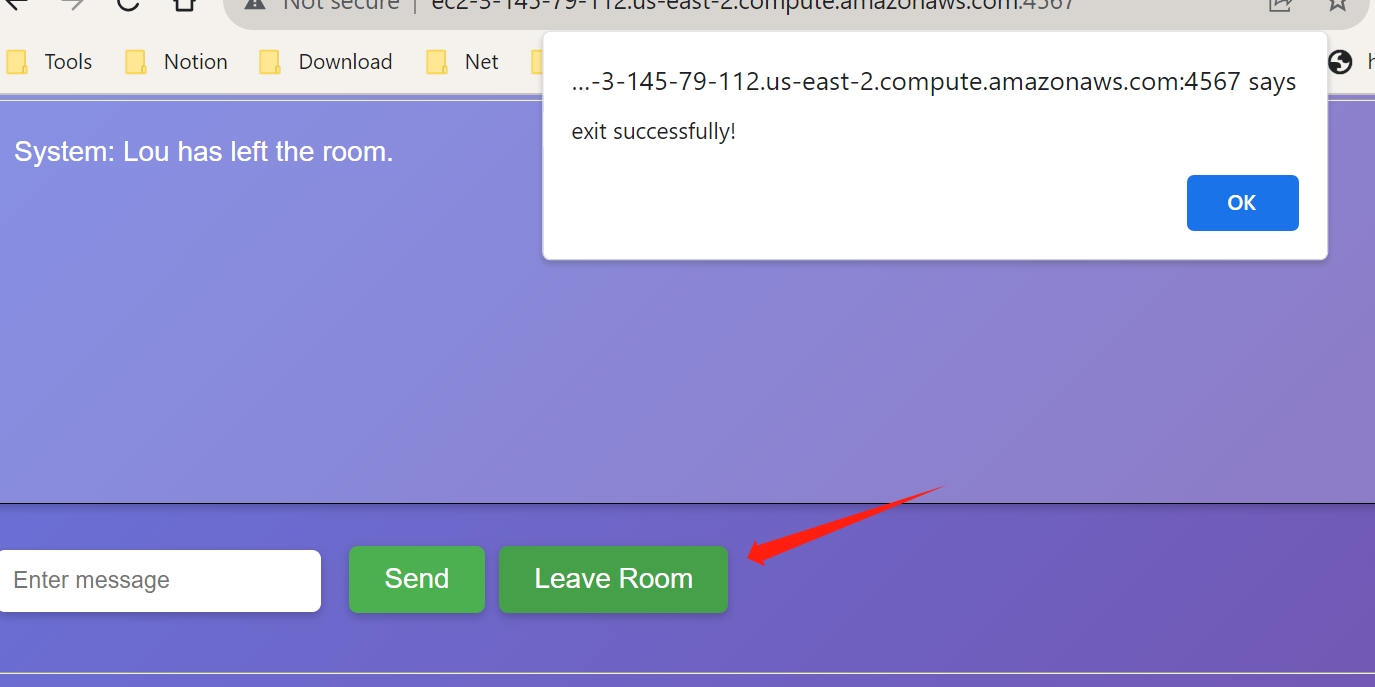 Not secure | ec2-3-145-79-112.us-east-2.compute.amazonaws.com:4567
Tools Notion Download Net
...-3-145-79-112.us-east-2.compute.amazonaws.com:4567 says
exit successfully!
OK
System: Lou has left the room.
Enter message Send Leave Room